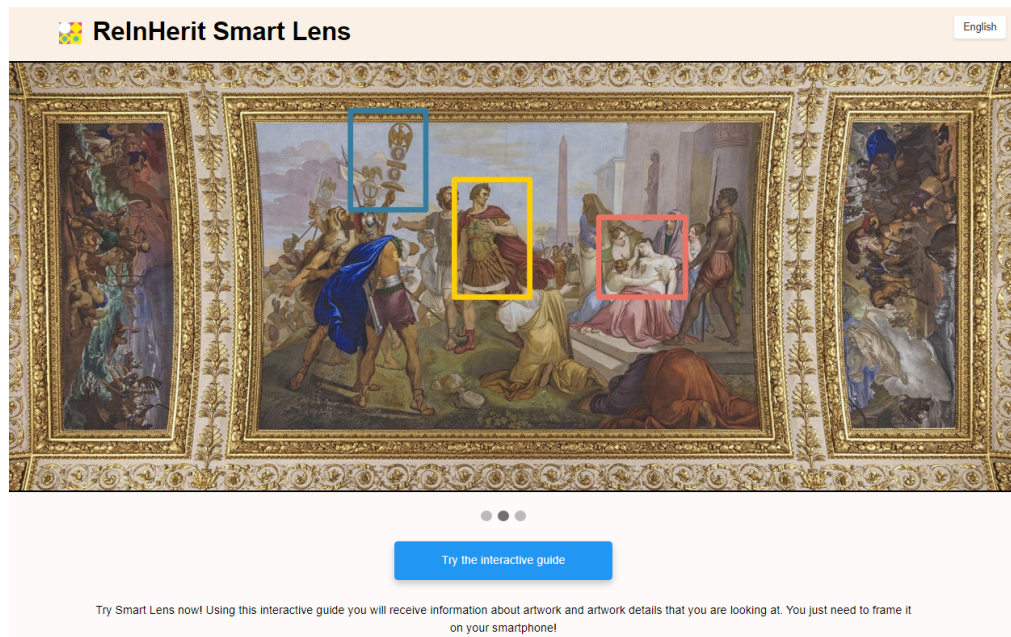 ReInHerit Smart Lens
English
Try the interactive guide
Try Smart Lens now! Using this interactive guide you will receive information about artwork and artwork details that you are looking at. You just need to frame it
on your smartphone!